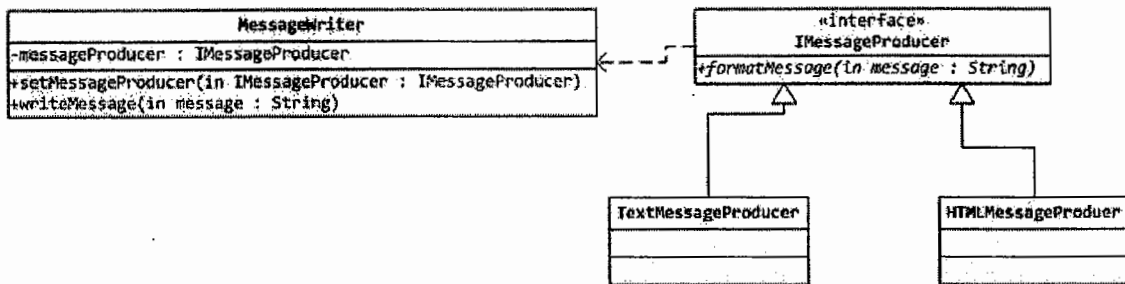 MessageWriter
-messageProducer : IMessageProducer
+setMessageProducer(in IMessageProducer : IMessageProducer)
+writeMessage(in message : String)
«interface»
IMessageProducer
+formatMessage(in message : String)
TextMessageProducer
HTMLMessageProduer